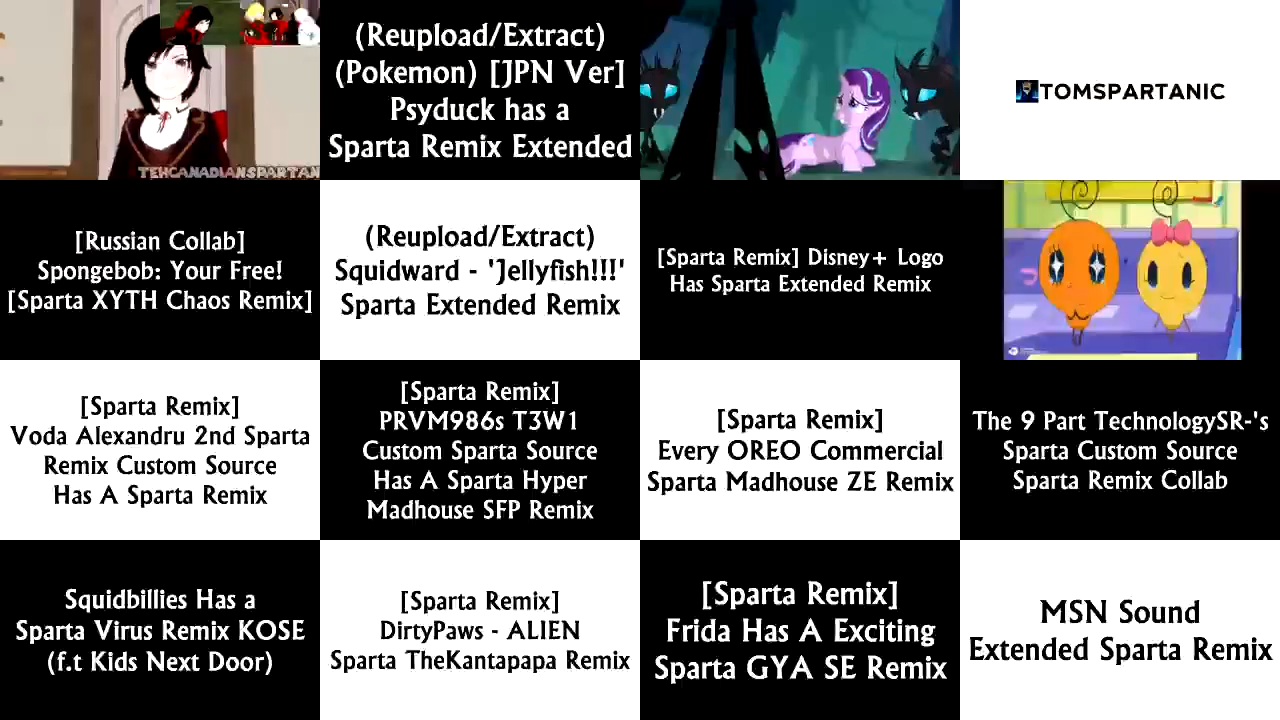 TEHCANADIANSPARTAN
(Reupload/Extract)
(Pokemon) [JPN Ver]
Psyduck has a
Sparta Remix Extended
TOMSPARTANIC
[Russian Collab]
Spongebob: Your Free!
[Sparta XYTH Chaos Remix]
(Reupload/Extract)
Squidward - 'Jellyfish!!!'
Sparta Extended Remix
[Sparta Remix] Disney+ Logo
Has Sparta Extended Remix
[Sparta Remix]
Voda Alexandru 2nd Sparta
Remix Custom Source
Has A Sparta Remix
[Sparta Remix]
PRVM986s T3W1
Custom Sparta Source
Has A Sparta Hyper
Madhouse SFP Remix
[Sparta Remix]
Every OREO Commercial
Sparta Madhouse ZE Remix
The 9 Part TechnologySR-'s
Sparta Custom Source
Sparta Remix Collab
Squidbillies Has a
Sparta Virus Remix KOSE
(f.t Kids Next Door)
[Sparta Remix]
DirtyPaws - ALIEN
Sparta TheKantapapa Remix
[Sparta Remix]
Frida Has A Exciting
Sparta GYA SE Remix
MSN Sound
Extended Sparta Remix